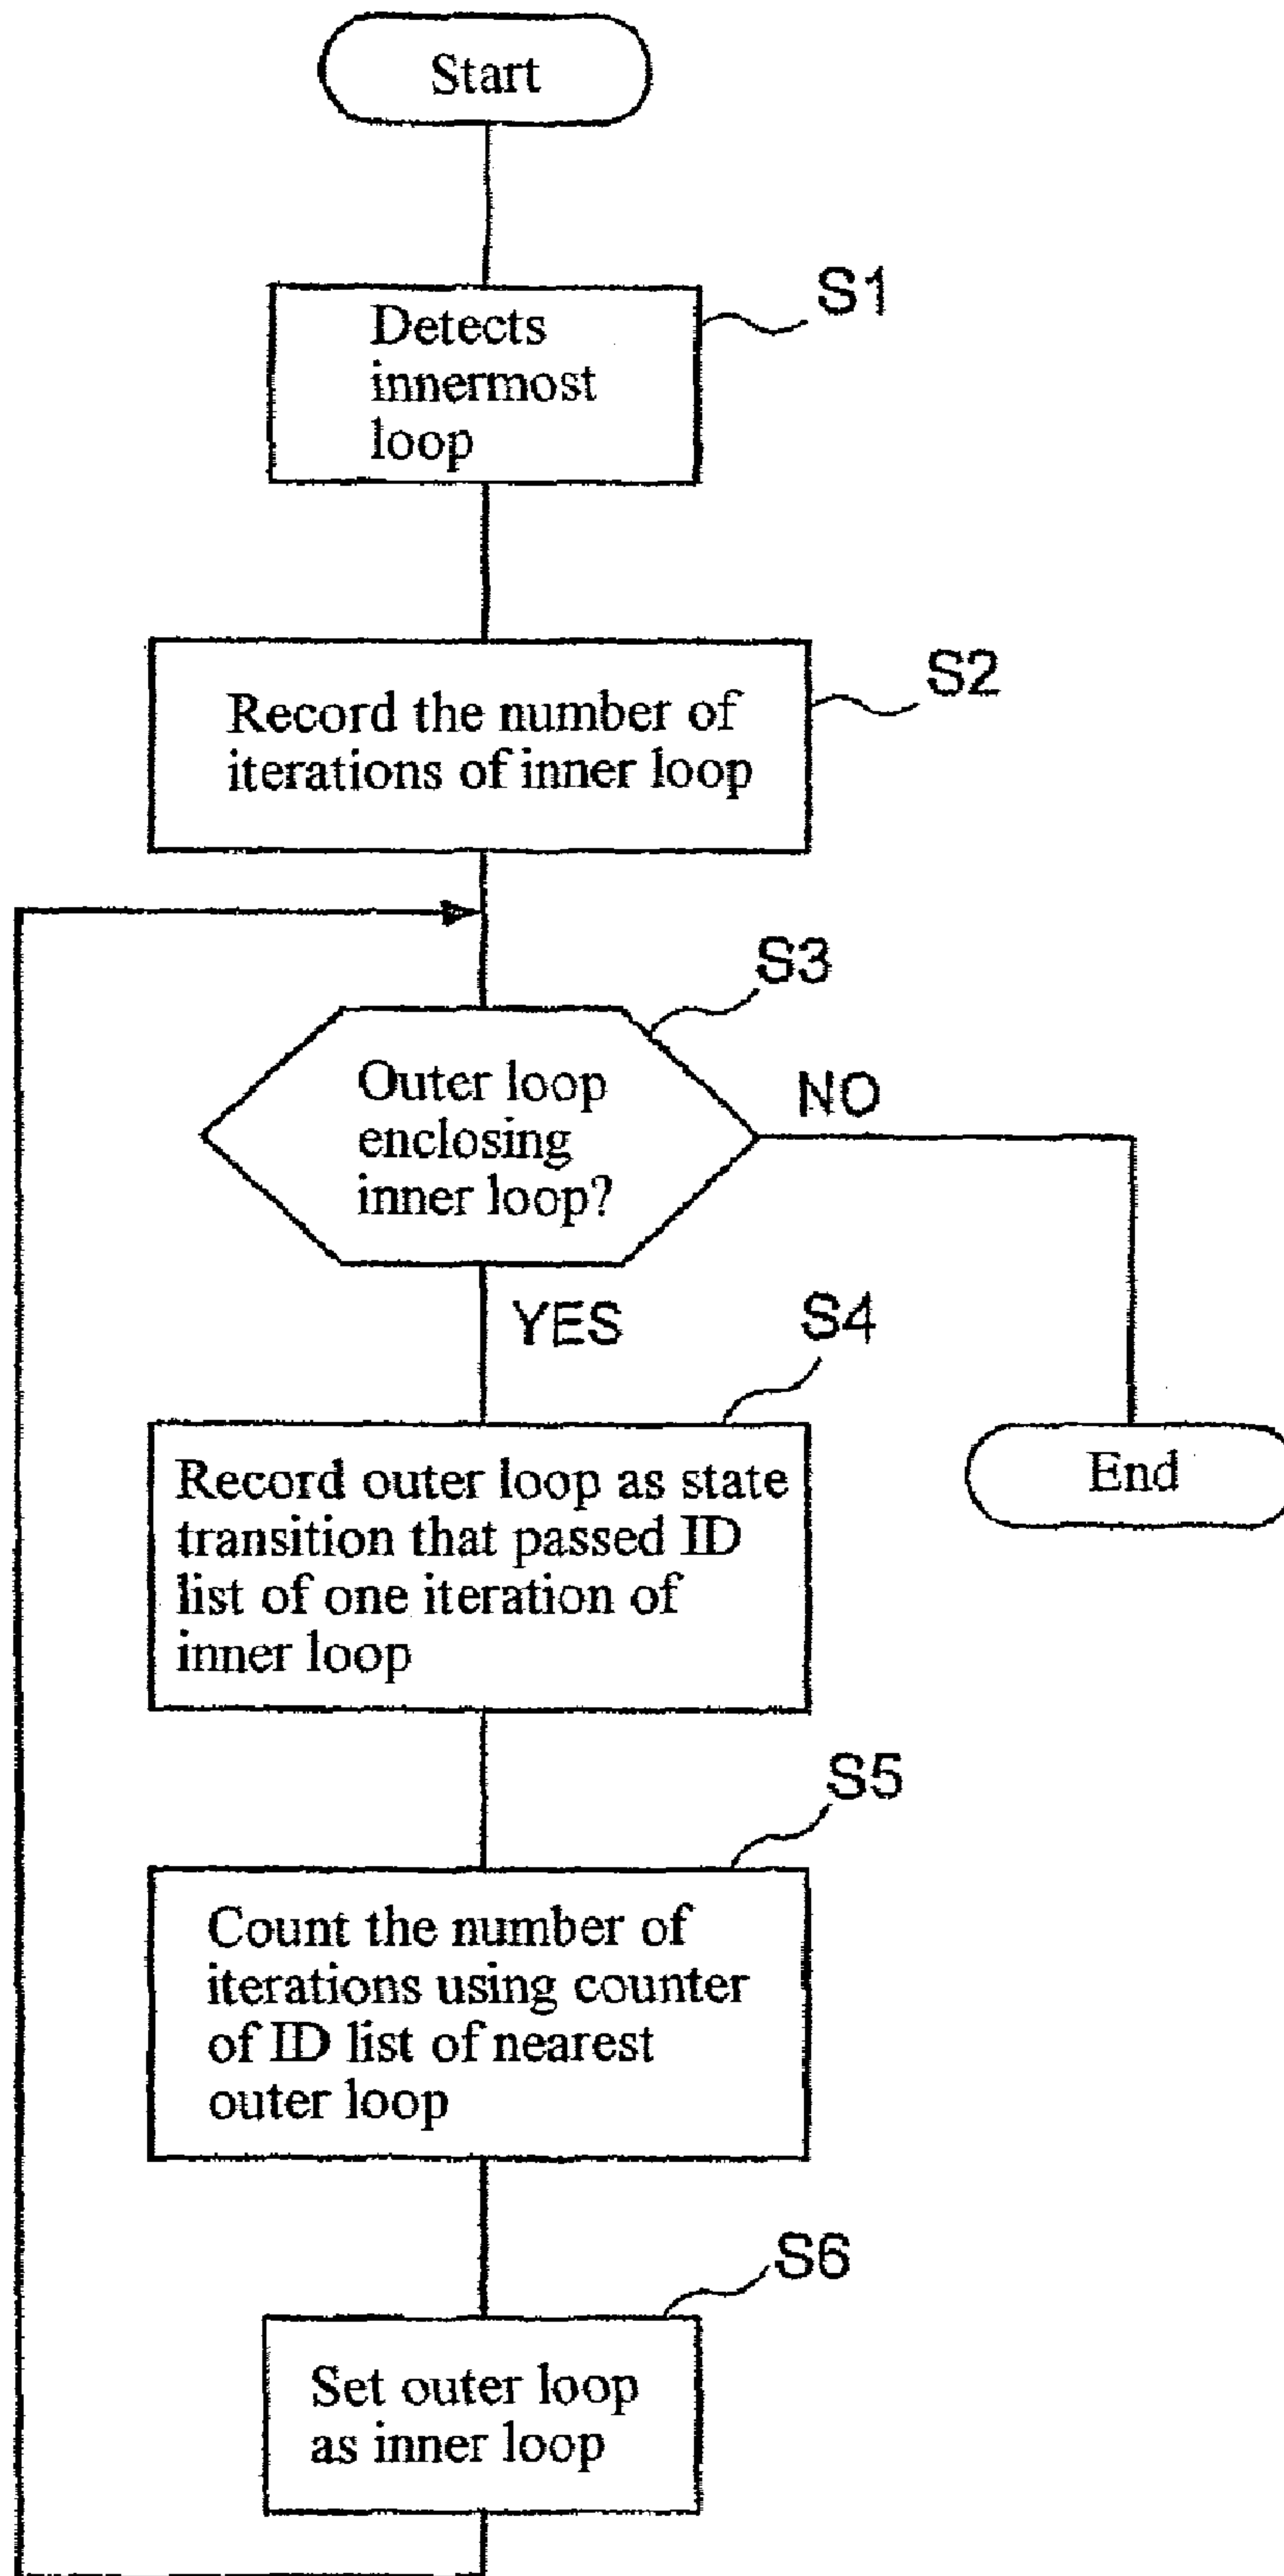 Start
S1
Detects
innermost
loop
S2
Record the number of
iterations of inner loop
S3
Outer loop
enclosing
inner loop?
NO
YES
S4
Record outer loop as state
transition that passed ID
list of one iteration of
inner loop
End
S5
Count the number of
iterations using counter
of ID list of nearest
outer loop
S6
Set outer loop
as inner loop